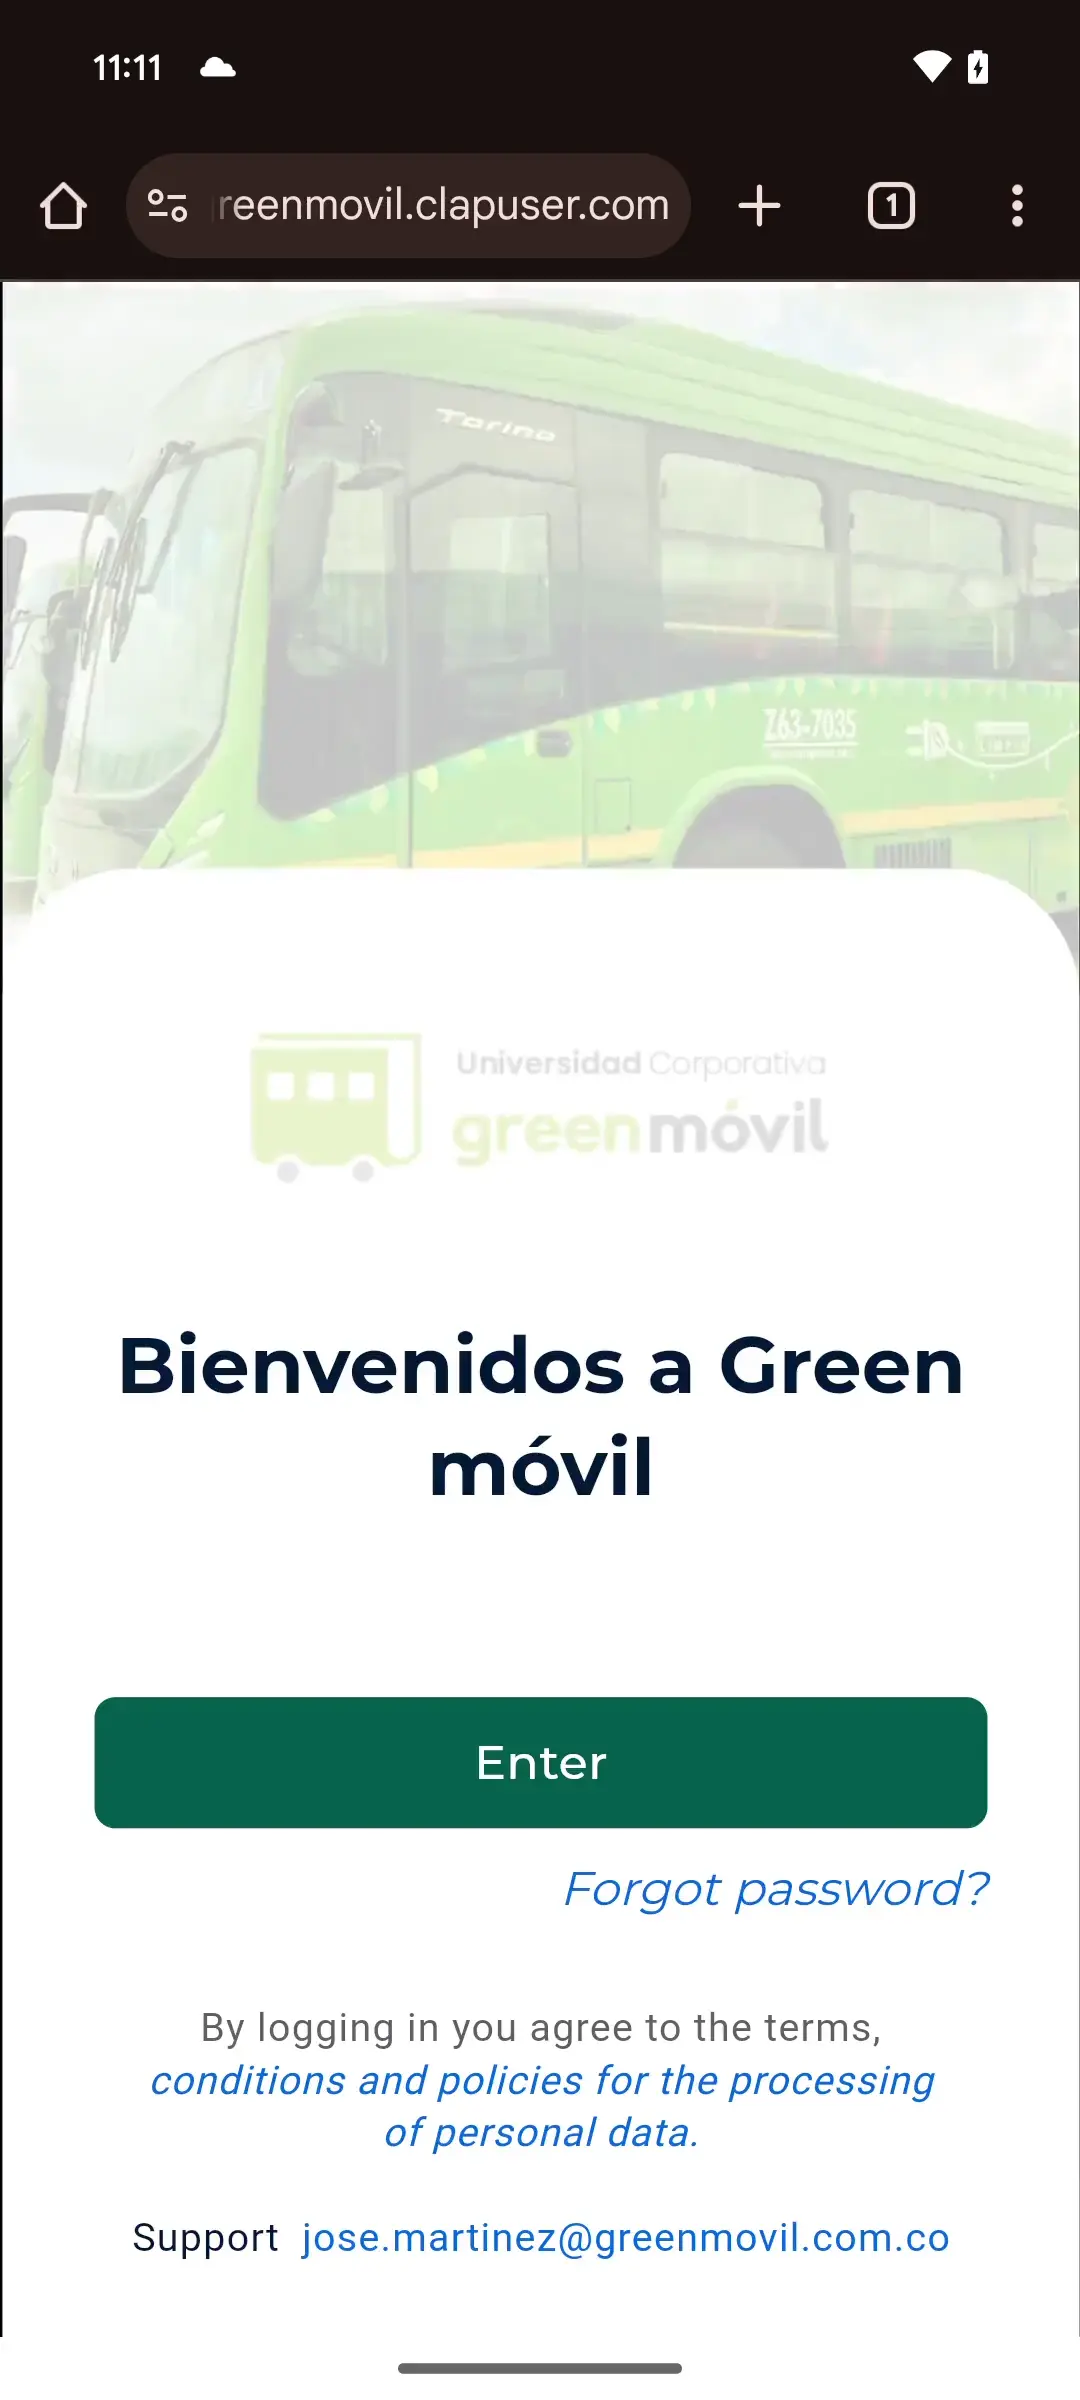 11:11
reenmovil.clapuser.com
1
Torino
Z63-7035
Universidad Corporativa
greenmóvil
Bienvenidos a Green
móvil
Enter
Forgot password?
By logging in you agree to the terms,
conditions and policies for the processing
of personal data.
Support jose.martinez@greenmovil.com.co